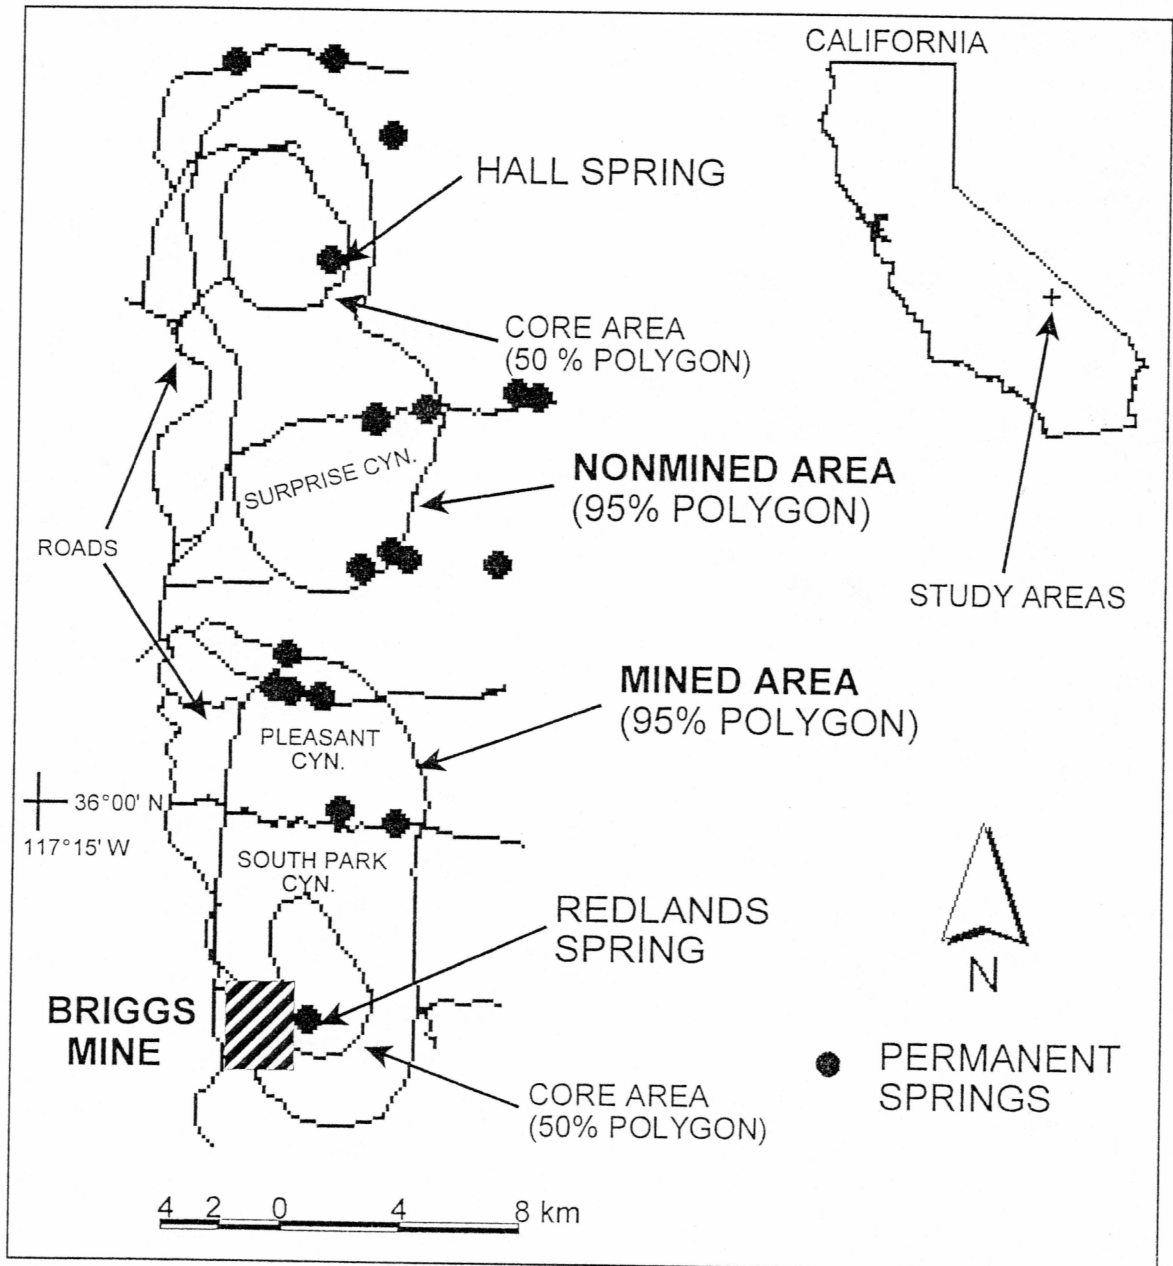 CALIFORNIA
HALL SPRING
CORE AREA
(50 % POLYGON)
SURPRISE CYN.
NONMINED AREA
(95% POLYGON)
ROADS
STUDY AREAS
MINED AREA
(95% POLYGON)
PLEASANT
CYN.
36°00' N
117°15' W
SOUTH PARK
CYN.
REDLANDS
SPRING
N
BRIGGS
MINE
PERMANENT
SPRINGS
CORE AREA
(50% POLYGON)
4 2 0 4 8 km